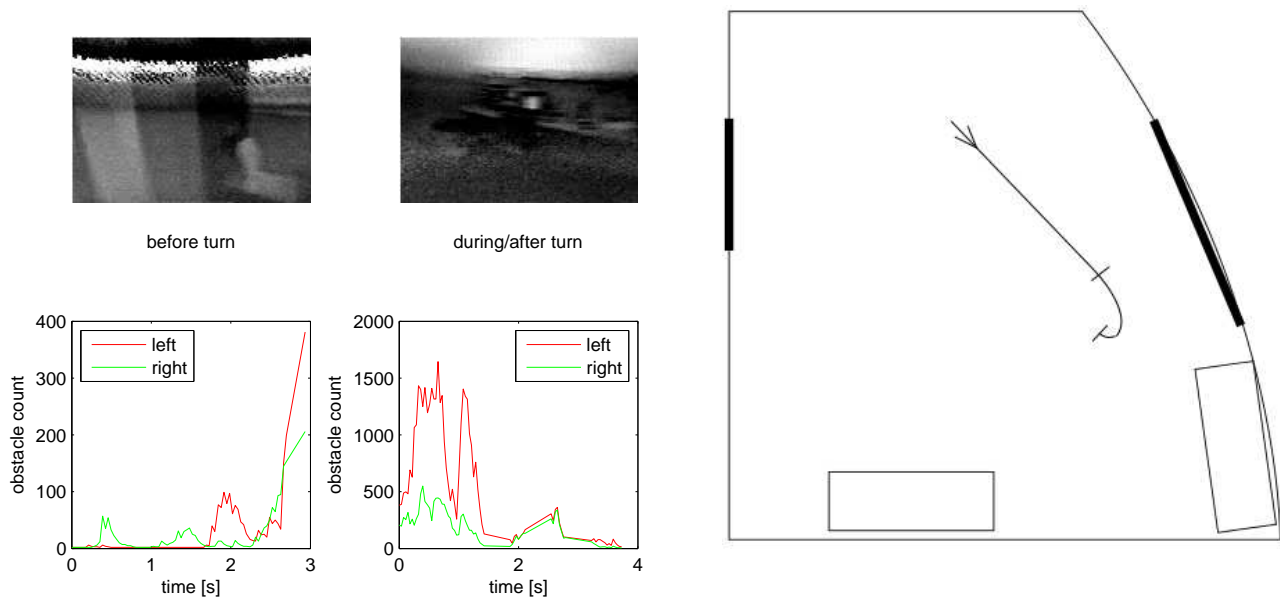 before turn
during/after turn
400
300
200
100
0
0
1
2
3
left
right
obstacle count
time [s]
2000
1500
1000
500
0
0
2
4
left
right
obstacle count
time [s]